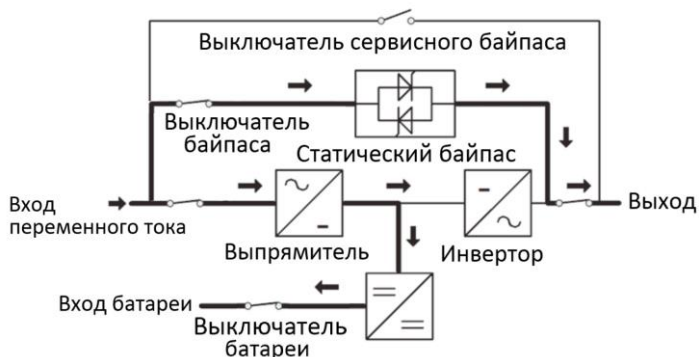 Выключатель сервисного байпаса
Выключатель
байпаса
Статический байпас
Вход
переменного тока
Выпрямитель
Инвертор
Выход
Вход батареи
Выключатель
батареи